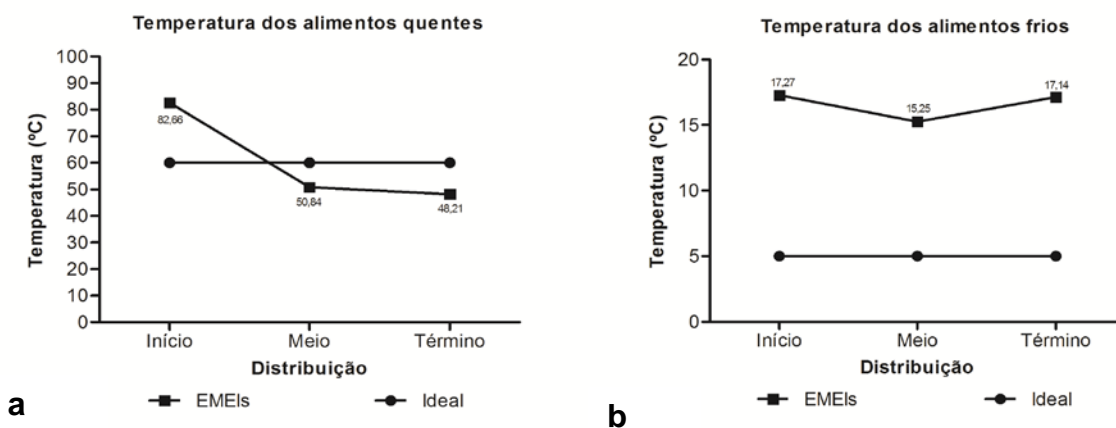 Temperatura dos alimentos quentes
100
90
80
70
60
50
40
30
20
10
0
Temperatura (ºC)
82,66
50,84
48,21
Início
Meio
Término
Distribuição
EMEIs
Ideal
a
Temperatura dos alimentos frios
20
15
10
5
0
Temperatura (ºC)
17,27
15,25
17,14
Início
Meio
Término
Distribuição
EMEIs
Ideal
b